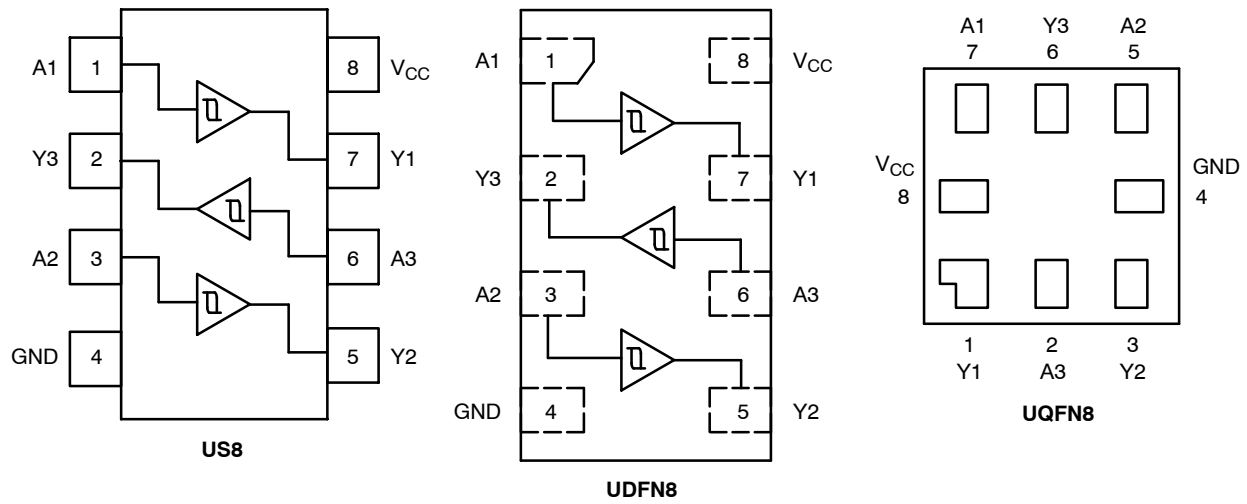 A1 1 8 VCC
Y3 2 7 Y1
A2 3 6 A3
GND 4 5 Y2
US8
A1 1 8 VCC
Y3 2 7 Y1
A2 3 6 A3
GND 4 5 Y2
UDFN8
A1 Y3 A2
7 6 5
VCC GND
8 4
1 2 3
Y1 A3 Y2
UQFN8